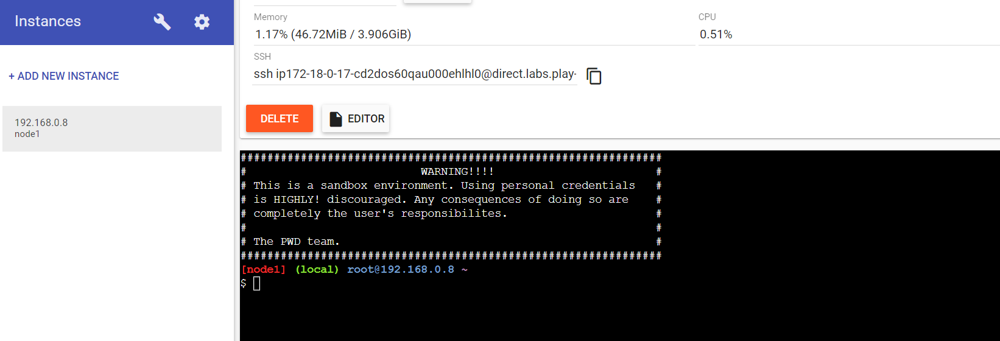 Instances
+ ADD NEW INSTANCE
192.168.0.8
node1
Memory
1.17% (46.72MiB / 3.906GiB)
CPU
0.51%
SSH
ssh ip172-18-0-17-cd2dos60qau000ehlhl0@direct.labs.play-
DELETE
EDITOR
###############################################################
# WARNING!!!! #
# This is a sandbox environment. Using personal credentials #
# is HIGHLY! discouraged. Any consequences of doing so are #
# completely the user's responsibilites. #
# #
# The PWD team. #
###############################################################
[node1] (local) root@192.168.0.8 ~
$